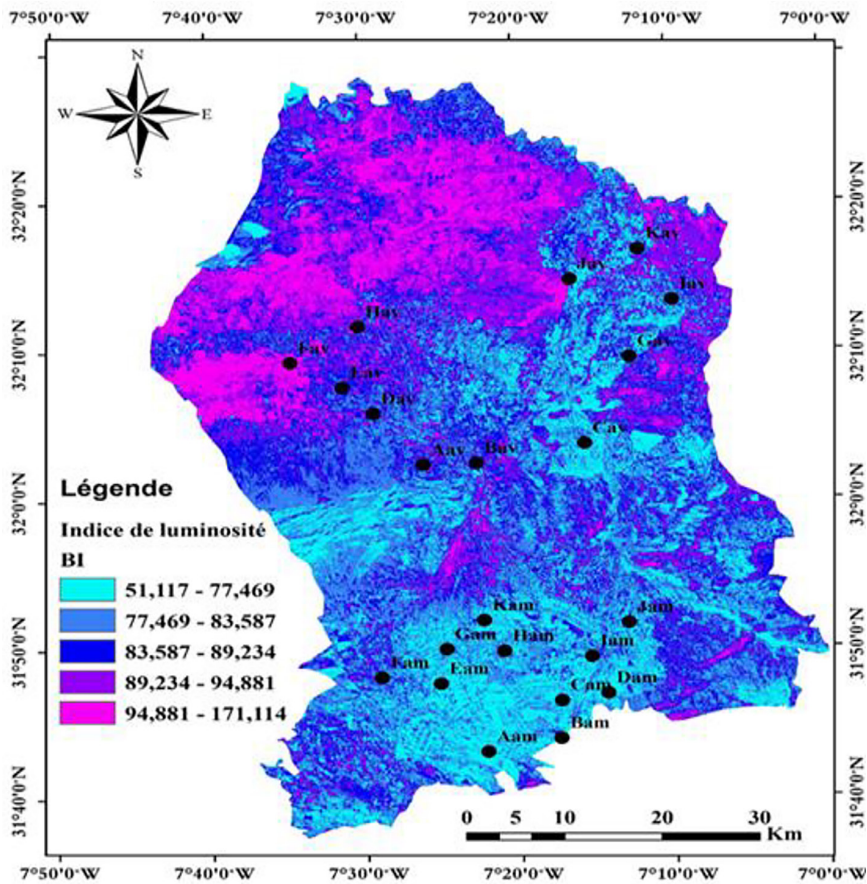 7°50'0"W 7°40'0"W 7°30'0"W 7°20'0"W 7°10'0"W 7°0'0"W
N
W E
S
32°20'0"N 32°20'0"N
Kav
Jav
Iav
Hav
32°10'0"N 32°10'0"N
Gav
Fav
Eav
Dav
Cav
Aav Bav
32°0'0"N 32°0'0"N
Légende
Indice de luminosité
BI
51,117 - 77,469
77,469 - 83,587
83,587 - 89,234
89,234 - 94,881
94,881 - 171,114
Kam Jam
Gam Ham Jam
31°50'0"N 31°50'0"N
Eam Dam
Cam
Bam
Aam
31°40'0"N 31°40'0"N
0 5 10 20 30
Km
7°50'0"W 7°40'0"W 7°30'0"W 7°20'0"W 7°10'0"W 7°0'0"W